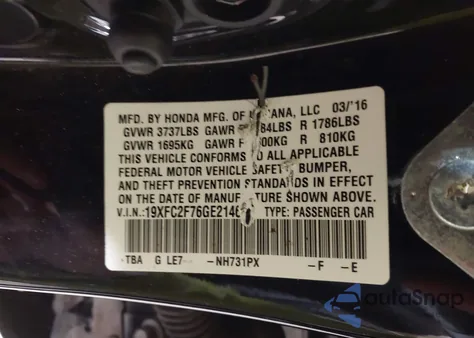 MFD. BY HONDA MFG. OF INDIANA, LLC 03/'16
GVWR 3737LBS GAWR F 84LBS R 1786LBS
GVWR 1695KG GAWR F 00KG R 810KG
THIS VEHICLE CONFORMS TO ALL APPLICABLE
FEDERAL MOTOR VEHICLE SAFETY, BUMPER,
AND THEFT PREVENTION STANDARDS IN EFFECT
ON THE DATE OF MANUFACTURE SHOWN ABOVE.
V.I.N.:19XFC2F76GE214 TYPE: PASSENGER CAR
TBA G LE7 -NH731PX -F -E
autoSnap